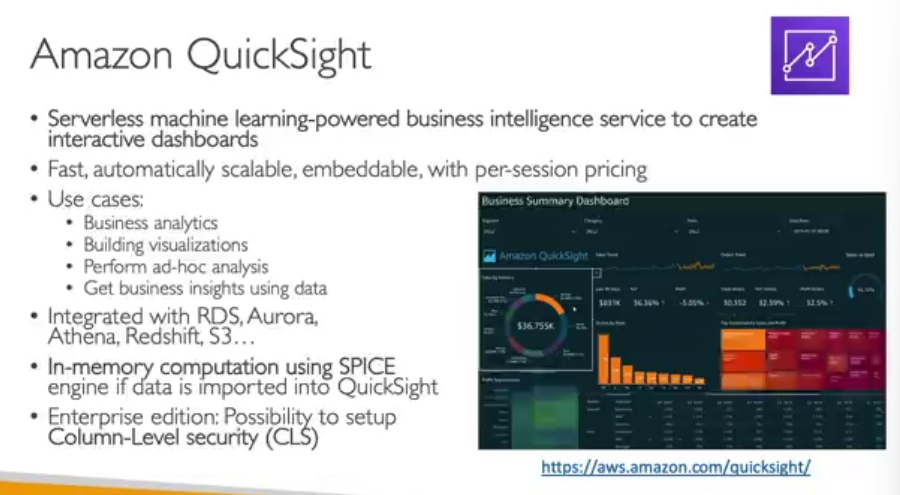 Amazon QuickSight
• Serverless machine learning-powered business intelligence service to create
interactive dashboards
• Fast, automatically scalable, embeddable, with per-session pricing
• Use cases:
• Business analytics
• Building visualizations
• Perform ad-hoc analysis
• Get business insights using data
• Integrated with RDS, Aurora,
Athena, Redshift, S3…
• In-memory computation using SPICE
engine if data is imported into QuickSight
• Enterprise edition: Possibility to setup
Column-Level security (CLS)
Business Summary Dashboard
Amazon QuickSight
$831K 36.36% ↑ -5.05% 30,352 32.59% ↑ 32.5% ↑
$36,755K
https://aws.amazon.com/quicksight/